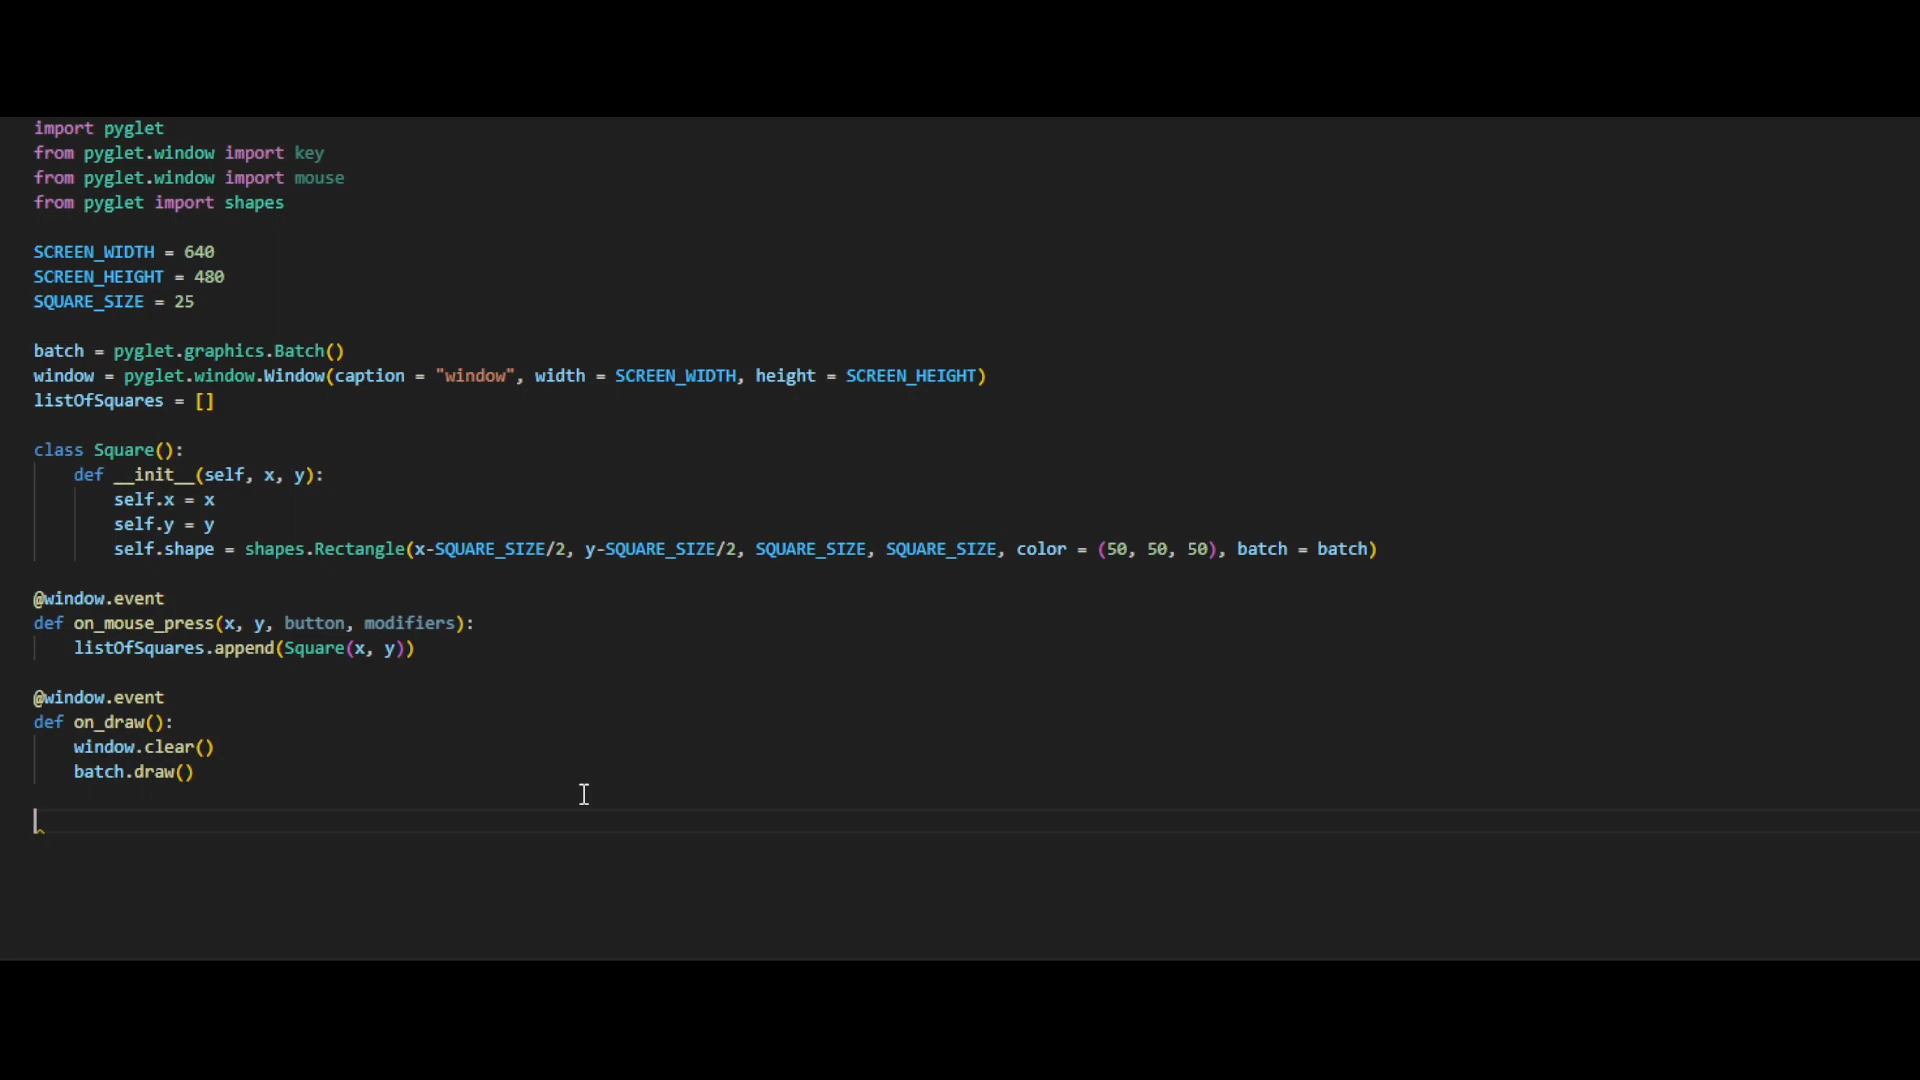 import pyglet
from pyglet.window import key
from pyglet.window import mouse
from pyglet import shapes
SCREEN_WIDTH = 640
SCREEN_HEIGHT = 480
SQUARE_SIZE = 25
batch = pyglet.graphics.Batch()
window = pyglet.window.Window(caption = "window", width = SCREEN_WIDTH, height = SCREEN_HEIGHT)
listOfSquares = []
class Square():
def __init__(self, x, y):
self.x = x
self.y = y
self.shape = shapes.Rectangle(x-SQUARE_SIZE/2, y-SQUARE_SIZE/2, SQUARE_SIZE, SQUARE_SIZE, color = (50, 50, 50), batch = batch)
@window.event
def on_mouse_press(x, y, button, modifiers):
listOfSquares.append(Square(x, y))
@window.event
def on_draw():
window.clear()
batch.draw()